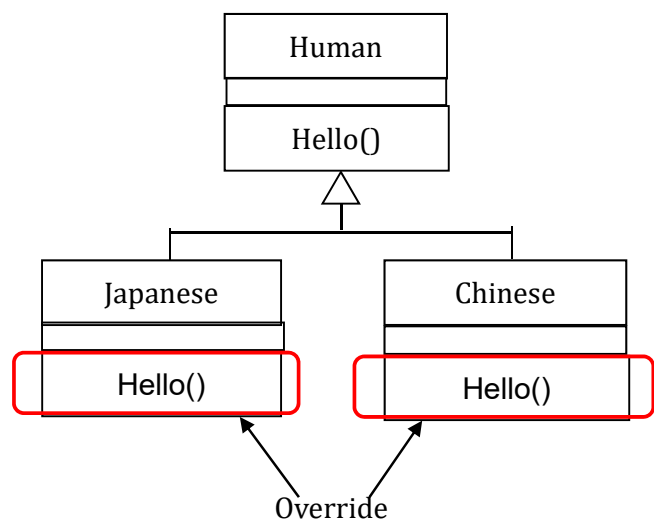 Human
Hello()
Japanese
Chinese
Hello()
Hello()
Override